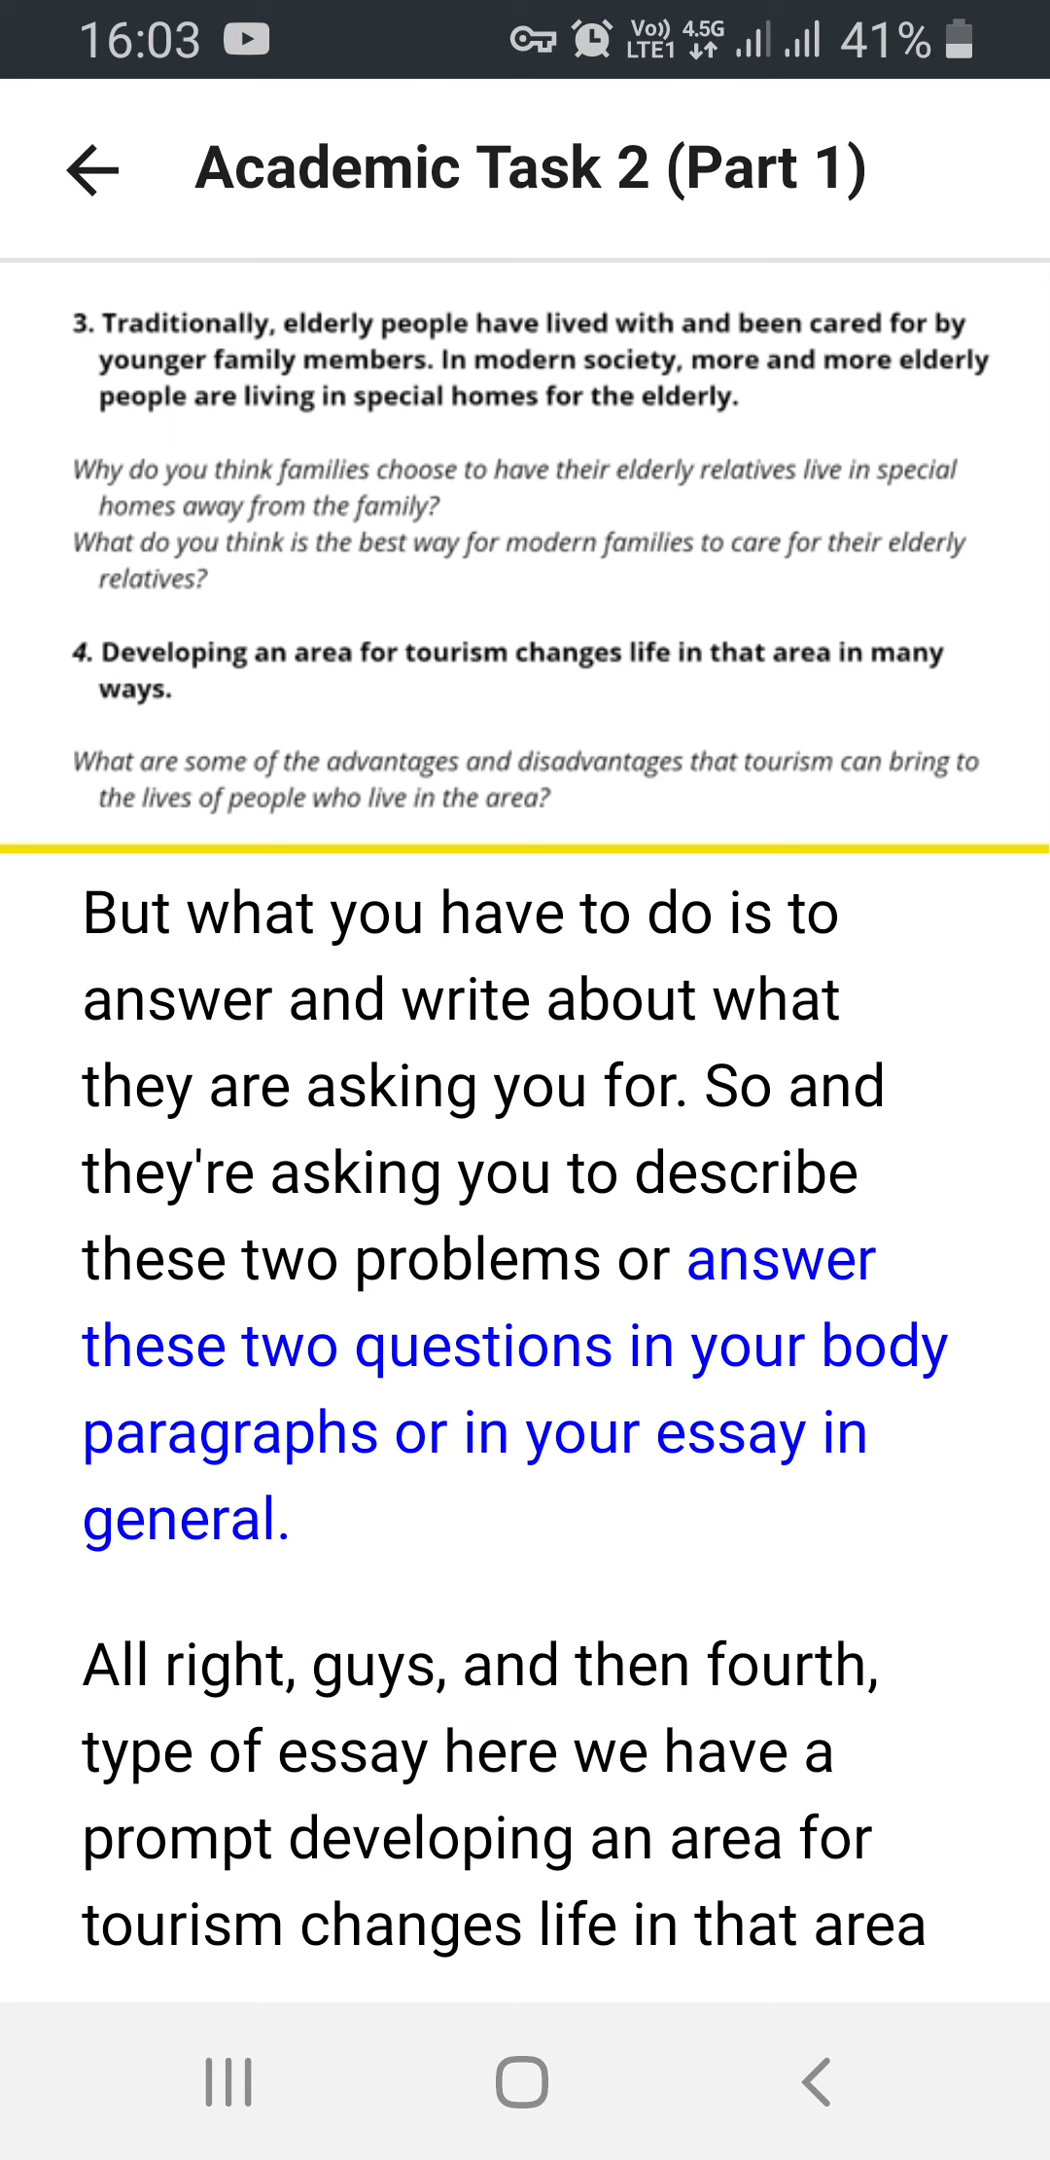 16:03
Vo)) 4.5G
LTE1
41%
Academic Task 2 (Part 1)
3. Traditionally, elderly people have lived with and been cared for by
younger family members. In modern society, more and more elderly
people are living in special homes for the elderly.
Why do you think families choose to have their elderly relatives live in special
homes away from the family?
What do you think is the best way for modern families to care for their elderly
relatives?
4. Developing an area for tourism changes life in that area in many
ways.
What are some of the advantages and disadvantages that tourism can bring to
the lives of people who live in the area?
But what you have to do is to
answer and write about what
they are asking you for. So and
they're asking you to describe
these two problems or answer
these two questions in your body
paragraphs or in your essay in
general.
All right, guys, and then fourth,
type of essay here we have a
prompt developing an area for
tourism changes life in that area